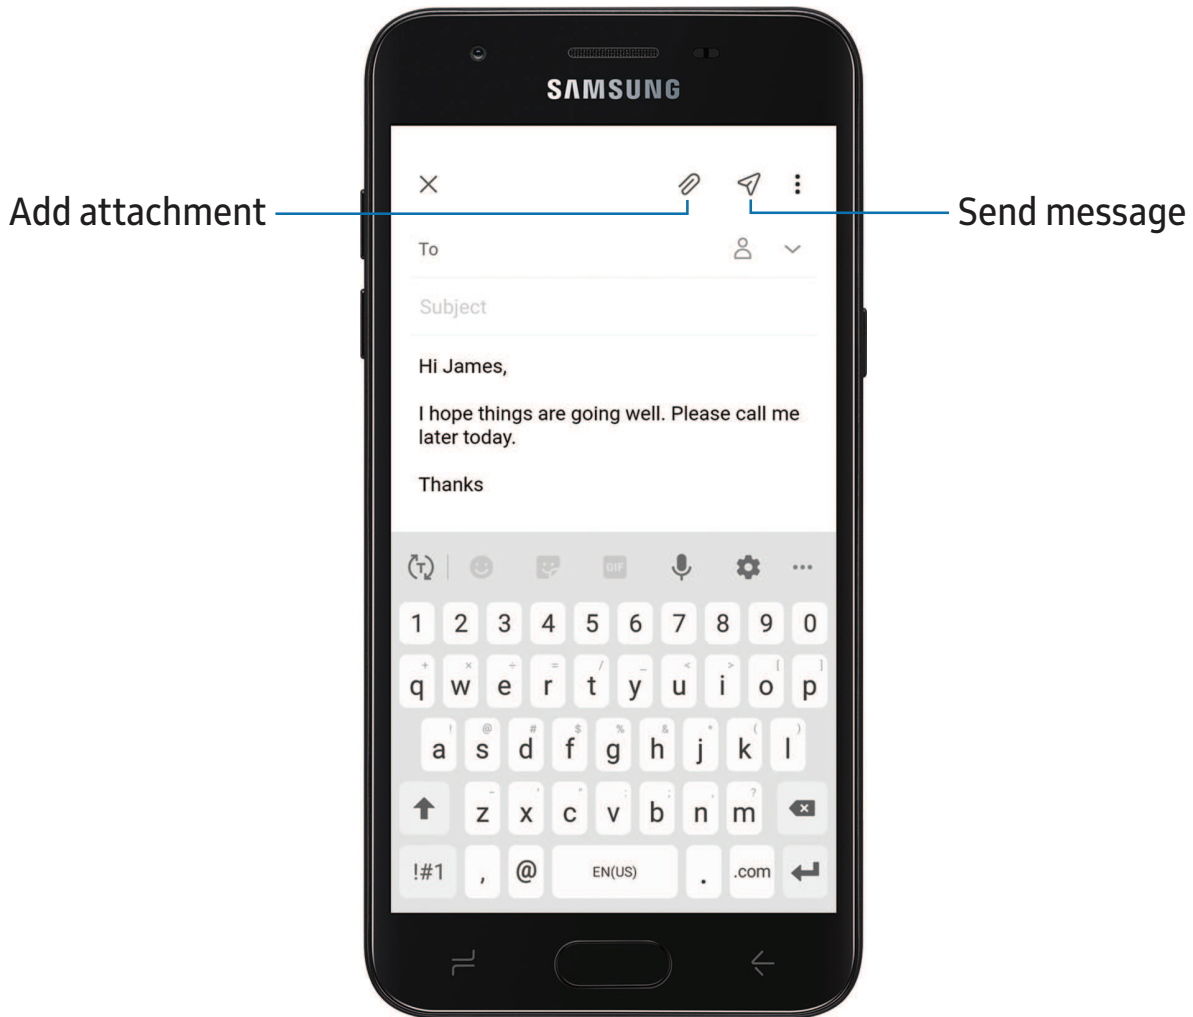 SAMSUNG
Add attachment
Send message
To
Subject
Hi James,
I hope things are going well. Please call me
later today.
Thanks
T
GIF
1 2 3 4 5 6 7 8 9 0
+ × ÷ = / _ < > [ ]
q w e r t y u i o p
! @ # $ % & * ( )
a s d f g h j k l
- ' " : ; , ?
z x c v b n m
!#1 , @ EN(US) . .com